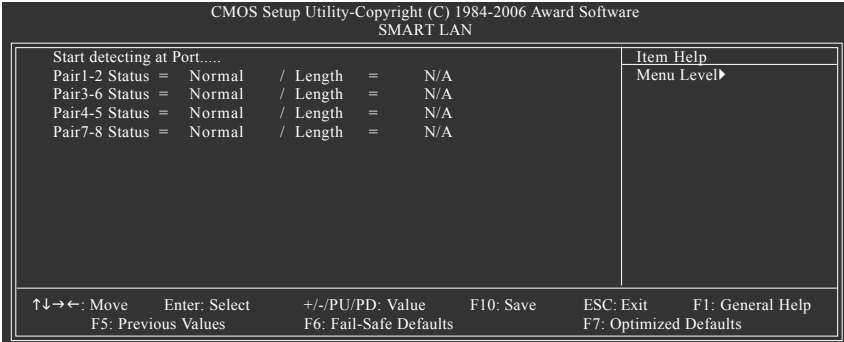 CMOS Setup Utility-Copyright (C) 1984-2006 Award Software
SMART LAN
Start detecting at Port.....
Pair1-2 Status = Normal / Length = N/A
Pair3-6 Status = Normal / Length = N/A
Pair4-5 Status = Normal / Length = N/A
Pair7-8 Status = Normal / Length = N/A
Item Help
Menu Level▶
↑↓→←: Move Enter: Select +/-/PU/PD: Value F10: Save ESC: Exit F1: General Help
F5: Previous Values F6: Fail-Safe Defaults F7: Optimized Defaults